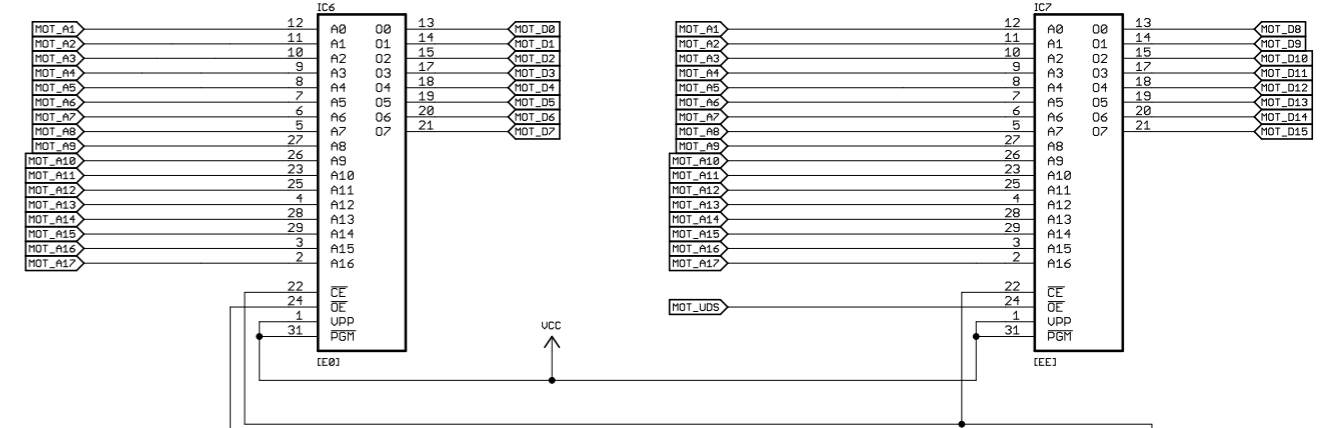 IC6 IC7
MOT_A1 12 A0 O0 13 MOT_D0 MOT_A1 12 A0 O0 13 MOT_D8
MOT_A2 11 A1 O1 14 MOT_D1 MOT_A2 11 A1 O1 14 MOT_D9
MOT_A3 10 A2 O2 15 MOT_D2 MOT_A3 10 A2 O2 15 MOT_D10
MOT_A4 9 A3 O3 17 MOT_D3 MOT_A4 9 A3 O3 17 MOT_D11
MOT_A5 8 A4 O4 18 MOT_D4 MOT_A5 8 A4 O4 18 MOT_D12
MOT_A6 7 A5 O5 19 MOT_D5 MOT_A6 7 A5 O5 19 MOT_D13
MOT_A7 6 A6 O6 20 MOT_D6 MOT_A7 6 A6 O6 20 MOT_D14
MOT_A8 5 A7 O7 21 MOT_D7 MOT_A8 5 A7 O7 21 MOT_D15
MOT_A9 27 A8 MOT_A9 27 A8
MOT_A10 26 A9 MOT_A10 26 A9
MOT_A11 23 A10 MOT_A11 23 A10
MOT_A12 25 A11 MOT_A12 25 A11
MOT_A13 4 A12 MOT_A13 4 A12
MOT_A14 28 A13 MOT_A14 28 A13
MOT_A15 29 A14 MOT_A15 29 A14
MOT_A16 3 A15 MOT_A16 3 A15
MOT_A17 2 A16 MOT_A17 2 A16
22 CE 22 CE
24 OE MOT_UDS 24 OE
1 VPP 1 VPP
31 PGM VCC 31 PGM
[E0] [EE]